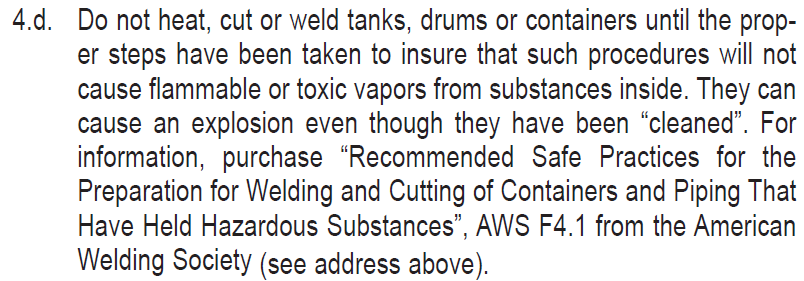 4.d. Do not heat, cut or weld tanks, drums or containers until the prop-
er steps have been taken to insure that such procedures will not
cause flammable or toxic vapors from substances inside. They can
cause an explosion even though they have been “cleaned”. For
information, purchase “Recommended Safe Practices for the
Preparation for Welding and Cutting of Containers and Piping That
Have Held Hazardous Substances”, AWS F4.1 from the American
Welding Society (see address above).